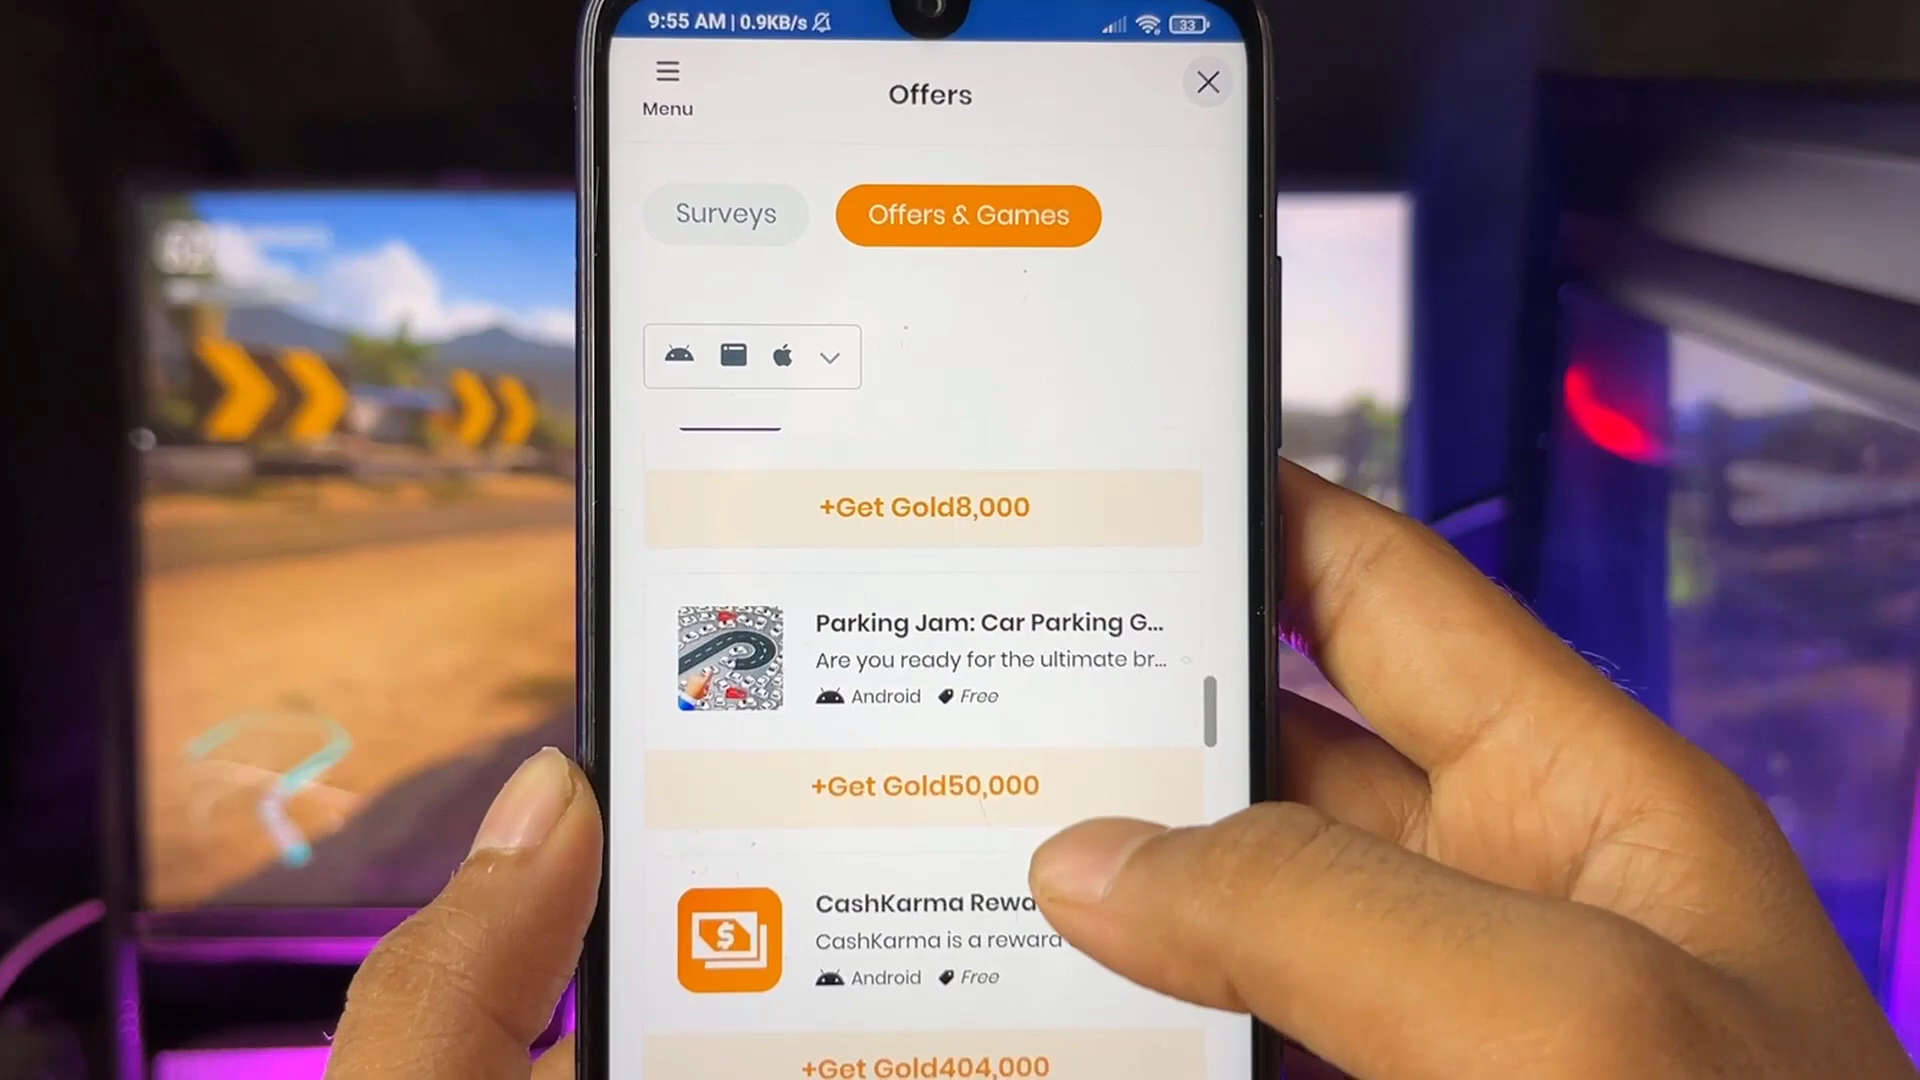 9:55 AM | 0.9KB/s
33
Menu
Offers
Surveys
Offers & Games
+Get Gold8,000
Parking Jam: Car Parking G...
Are you ready for the ultimate br...
Android Free
+Get Gold50,000
CashKarma Rewa
CashKarma is a reward
Android Free
+Get Gold404,000